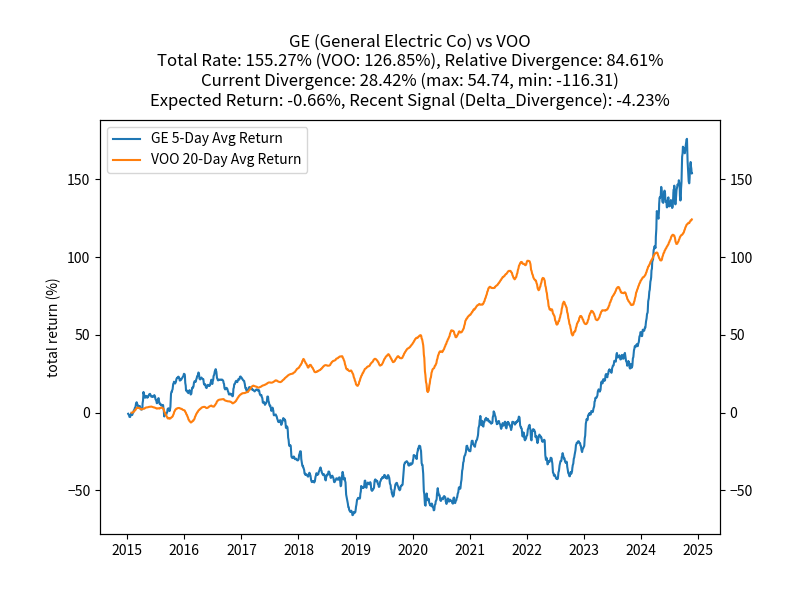 GE (General Electric Co) vs VOO
Total Rate: 155.27% (VOO: 126.85%), Relative Divergence: 84.61%
Current Divergence: 28.42% (max: 54.74, min: -116.31)
Expected Return: -0.66%, Recent Signal (Delta_Divergence): -4.23%
GE 5-Day Avg Return
VOO 20-Day Avg Return
total return (%)
150
100
50
0
−50
150
100
50
0
−50
2015 2016 2017 2018 2019 2020 2021 2022 2023 2024 2025